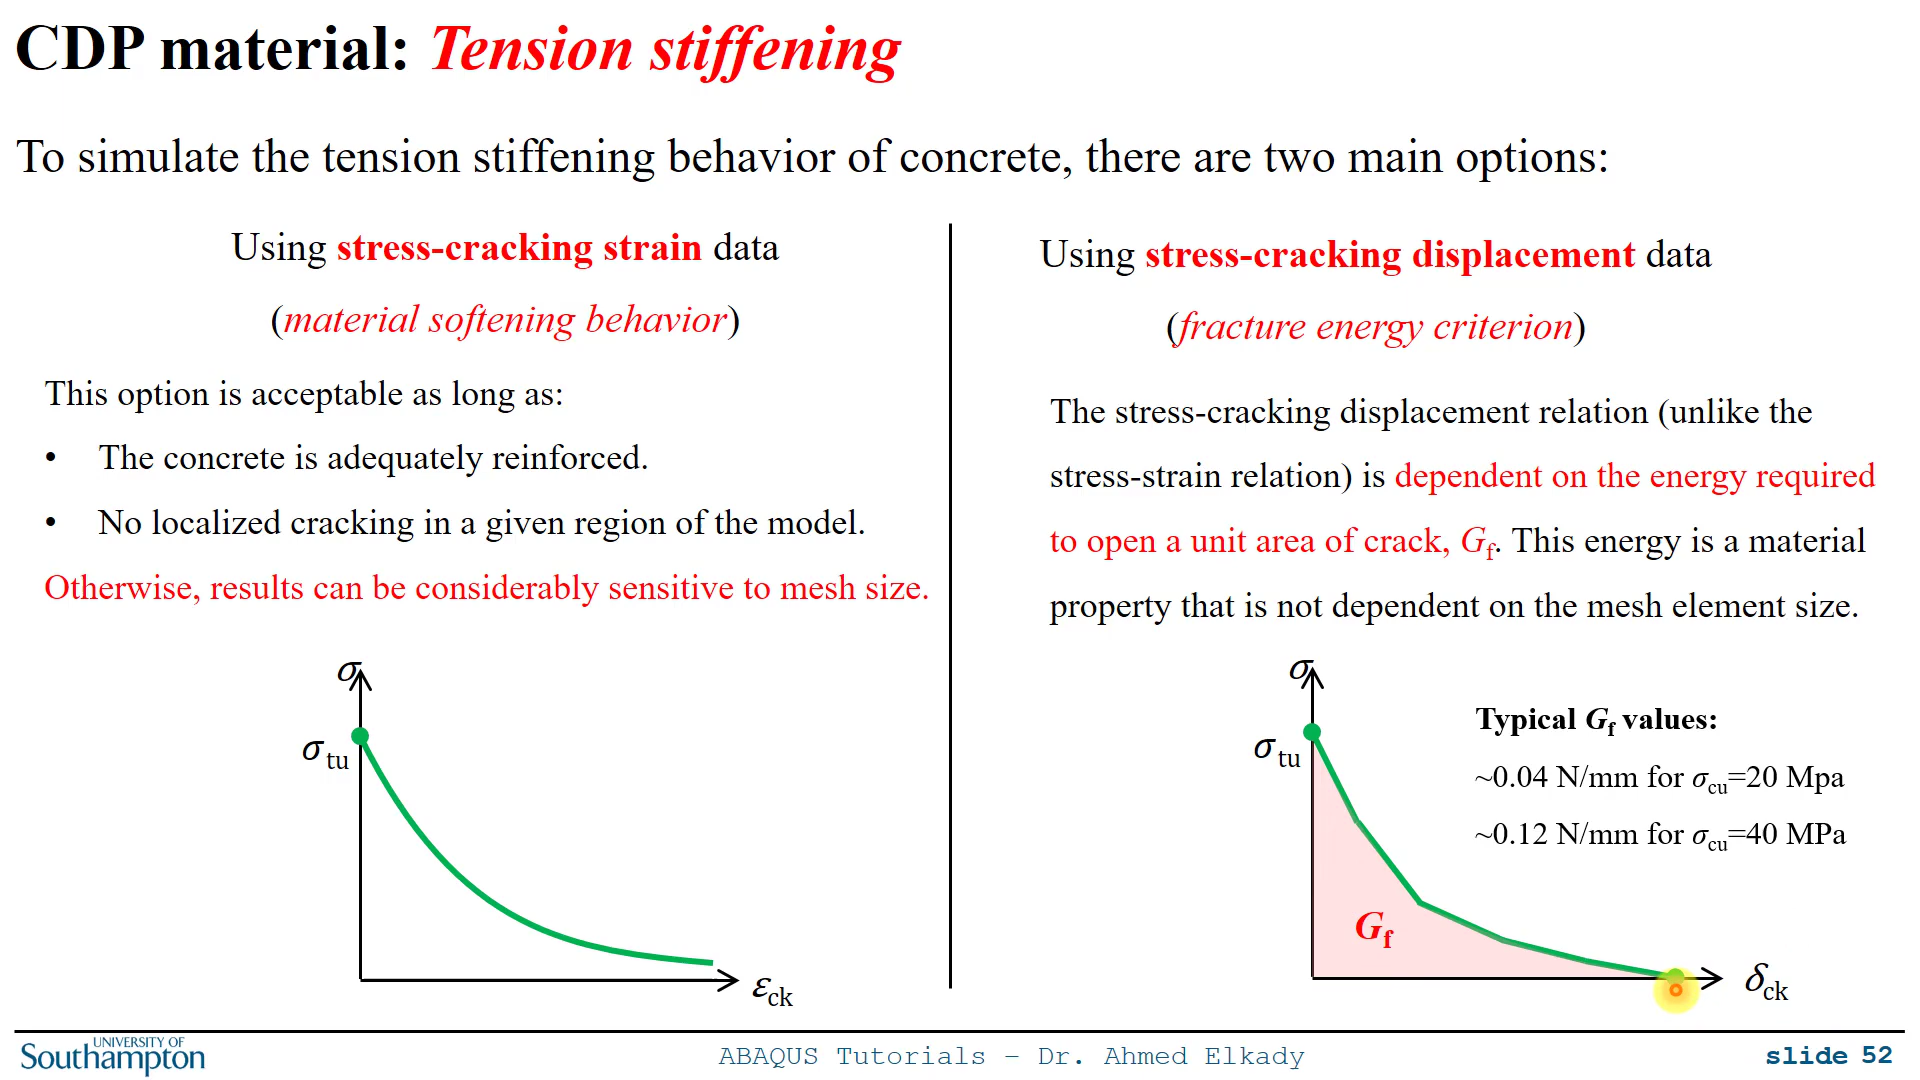 CDP material: Tension stiffening
To simulate the tension stiffening behavior of concrete, there are two main options:
Using stress-cracking strain data
(material softening behavior)
This option is acceptable as long as:
• The concrete is adequately reinforced.
• No localized cracking in a given region of the model.
Otherwise, results can be considerably sensitive to mesh size.
σ
σtu
εck
Using stress-cracking displacement data
(fracture energy criterion)
The stress-cracking displacement relation (unlike the
stress-strain relation) is dependent on the energy required
to open a unit area of crack, Gf. This energy is a material
property that is not dependent on the mesh element size.
σ
σtu
Gf
δck
Typical Gf values:
~0.04 N/mm for σcu=20 Mpa
~0.12 N/mm for σcu=40 MPa
UNIVERSITY OF
Southampton
ABAQUS Tutorials – Dr. Ahmed Elkady
slide 52